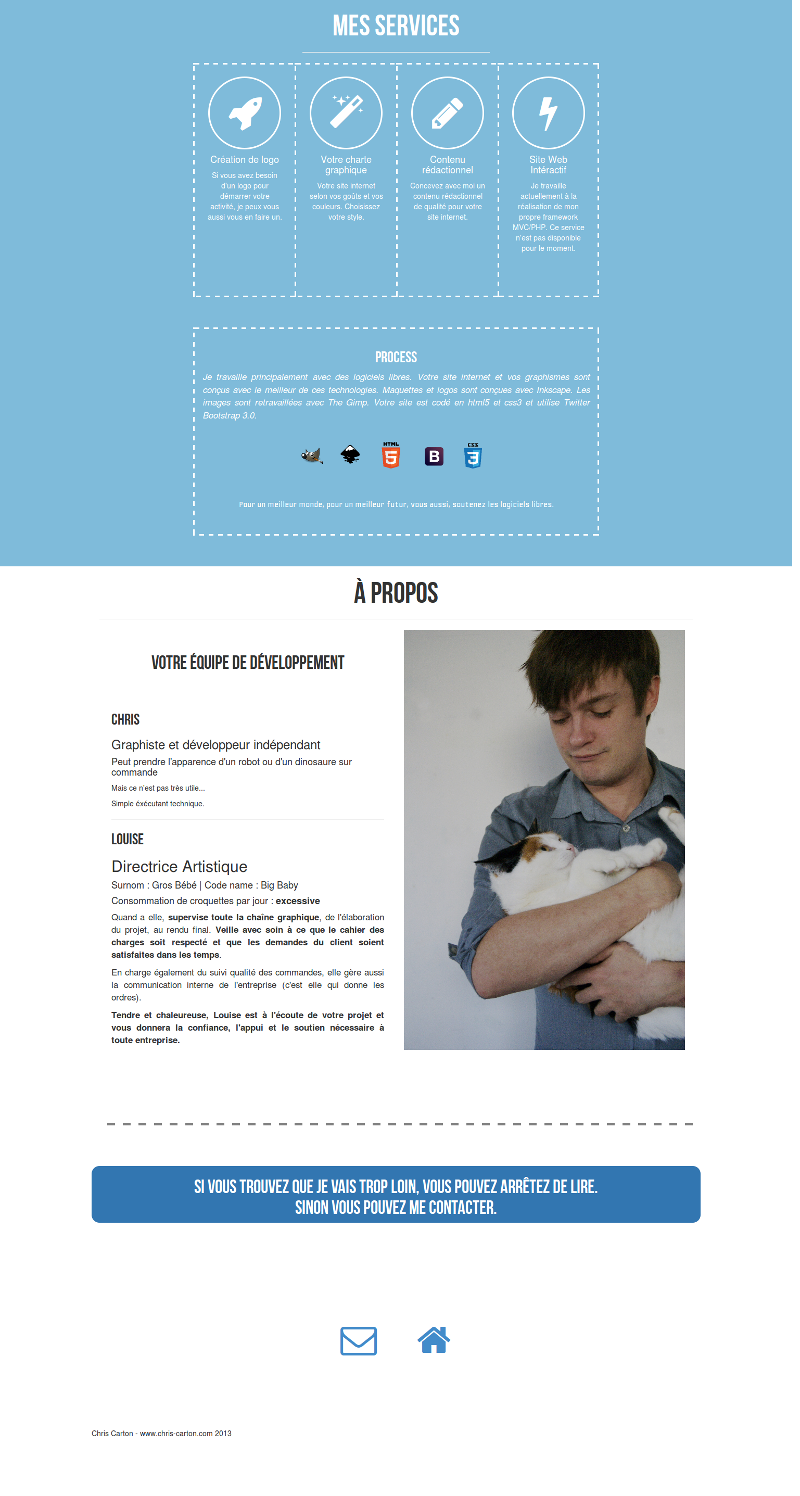 MES SERVICES
Création de logo
Si vous avez besoin
d'un logo pour
démarrer votre
activité, je peux vous
aussi vous en faire un.
Votre charte
graphique
Votre site internet
selon vos goûts et vos
couleurs. Choisissez
votre style.
Contenu
rédactionnel
Concevez avec moi un
contenu rédactionnel
de qualité pour votre
site internet.
Site Web
Intéractif
Je travaille
actuellement à la
réalisation de mon
propre framework
MVC/PHP. Ce service
n'est pas disponible
pour le moment.
PROCESS
Je travaille principalement avec des logiciels libres. Votre site internet et vos graphismes sont
conçus avec le meilleur de ces technologies. Maquettes et logos sont conçues avec Inkscape. Les
images sont retravaillées avec The Gimp. Votre site est codé en html5 et css3 et utilise Twitter
Bootstrap 3.0.
HTML
5
B
CSS
3
Pour un meilleur monde, pour un meilleur futur, vous aussi, soutenez les logiciels libres.
À PROPOS
VOTRE ÉQUIPE DE DÉVELOPPEMENT
CHRIS
Graphiste et développeur indépendant
Peut prendre l'apparence d'un robot ou d'un dinosaure sur
commande
Mais ce n'est pas très utile...
Simple éxécutant technique.
LOUISE
Directrice Artistique
Surnom : Gros Bébé | Code name : Big Baby
Consommation de croquettes par jour : excessive
Quand a elle, supervise toute la chaîne graphique, de l'élaboration
du projet, au rendu final. Veille avec soin à ce que le cahier des
charges soit respecté et que les demandes du client soient
satisfaites dans les temps.
En charge également du suivi qualité des commandes, elle gère aussi
la communication interne de l'entreprise (c'est elle qui donne les
ordres).
Tendre et chaleureuse, Louise est à l'écoute de votre projet et
vous donnera la confiance, l'appui et le soutien nécessaire à
toute entreprise.
SI VOUS TROUVEZ QUE JE VAIS TROP LOIN, VOUS POUVEZ ARRÊTEZ DE LIRE.
SINON VOUS POUVEZ ME CONTACTER.
Chris Carton - www.chris-carton.com 2013